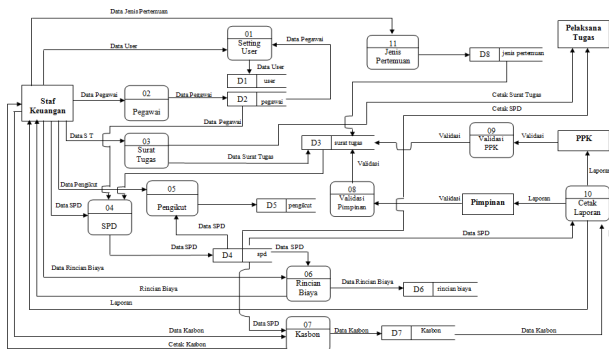 Data Jenis Pertemuan
Data User
01
Setting
User
Data Pegawai
11
Jenis
Pertemuan
D8
jenis pertemuan
Pelaksana
Tugas
Data User
D1
user
Staf
Keuangan
Data Pegawai
02
Pegawai
Data Pegawai
D2
pegawai
Data Pegawai
Cetak Surat Tugas
Cetak SPD
Data S T
03
Surat
Tugas
Data Surat Tugas
D3
surat tugas
Validasi
09
Validasi
PPK
Validasi
PPK
Validasi
Laporan
Data Pengikut
05
Pengikut
D5
pengikut
08
Validasi
Pimpinan
Validasi
Pimpinan
Laporan
10
Cetak
Laporan
Data SPD
04
SPD
Data SPD
Data SPD
D4
spd
Data SPD
Data SPD
Data Rincian Biaya
06
Rincian
Biaya
Data Rincian Biaya
D6
rincian biaya
Rincian Biaya
Laporan
Data SPD
07
Kasbon
Data Kasbon
D7
Kasbon
Data Kasbon
Data Kasbon
Cetak Kasbon